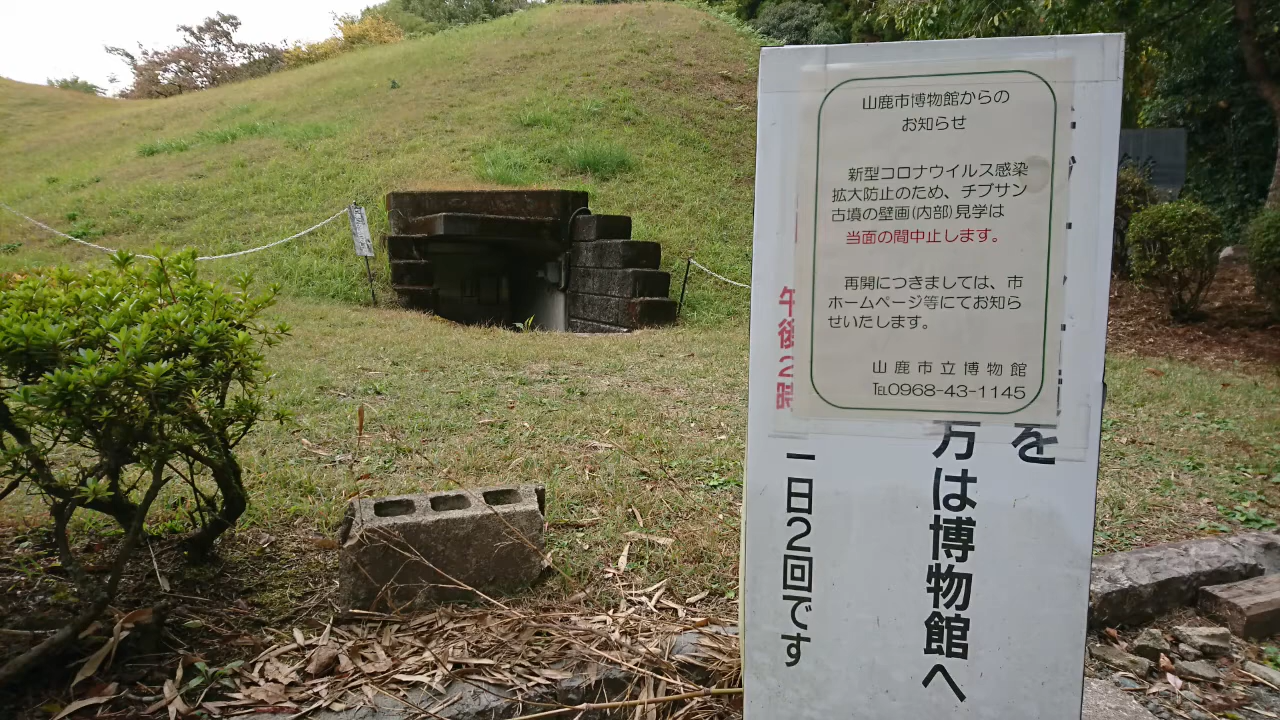 山鹿市博物館からの
お知らせ
新型コロナウイルス感染
拡大防止のため、チブサン
古墳の壁画(内部)見学は
当面の間中止します。
再開につきましては、市
ホームページ等にてお知ら
せいたします。
山鹿市立博物館
℡0968-43-1145
を
方は博物館へ
午後2時
一日2回です